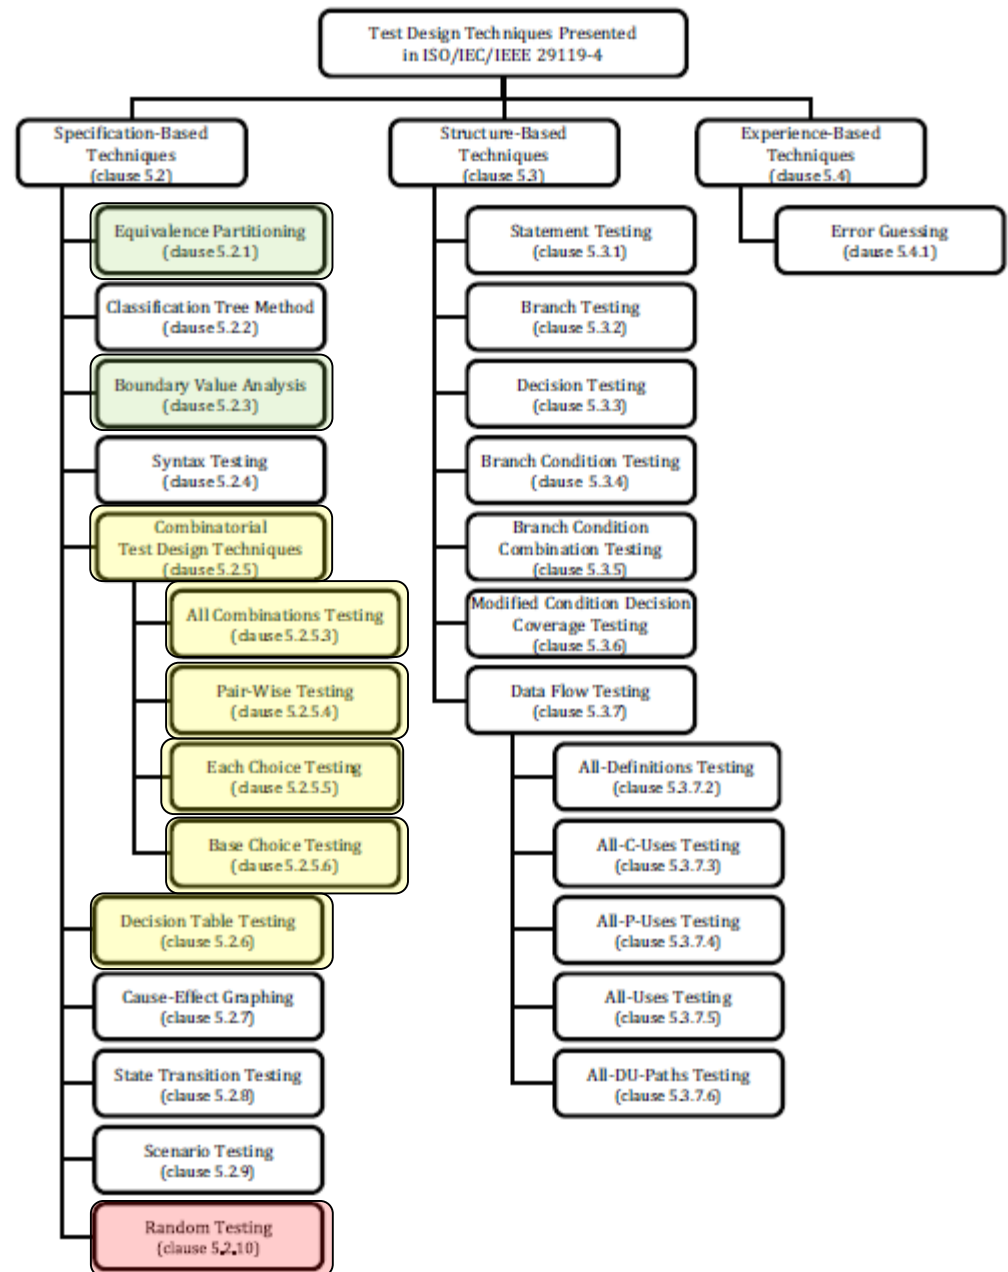 Test Design Techniques Presented
in ISO/IEC/IEEE 29119-4
Specification-Based
Techniques
(clause 5.2)
Equivalence Partitioning
(clause 5.2.1)
Classification Tree Method
(clause 5.2.2)
Boundary Value Analysis
(clause 5.2.3)
Syntax Testing
(clause 5.2.4)
Combinatorial
Test Design Techniques
(clause 5.2.5)
All Combinations Testing
(clause 5.2.5.3)
Pair-Wise Testing
(clause 5.2.5.4)
Each Choice Testing
(clause 5.2.5.5)
Base Choice Testing
(clause 5.2.5.6)
Decision Table Testing
(clause 5.2.6)
Cause-Effect Graphing
(clause 5.2.7)
State Transition Testing
(clause 5.2.8)
Scenario Testing
(clause 5.2.9)
Random Testing
(clause 5.2.10)
Structure-Based
Techniques
(clause 5.3)
Statement Testing
(clause 5.3.1)
Branch Testing
(clause 5.3.2)
Decision Testing
(clause 5.3.3)
Branch Condition Testing
(clause 5.3.4)
Branch Condition
Combination Testing
(clause 5.3.5)
Modified Condition Decision
Coverage Testing
(clause 5.3.6)
Data Flow Testing
(clause 5.3.7)
All-Definitions Testing
(clause 5.3.7.2)
All-C-Uses Testing
(clause 5.3.7.3)
All-P-Uses Testing
(clause 5.3.7.4)
All-Uses Testing
(clause 5.3.7.5)
All-DU-Paths Testing
(clause 5.3.7.6)
Experience-Based
Techniques
(clause 5.4)
Error Guessing
(clause 5.4.1)